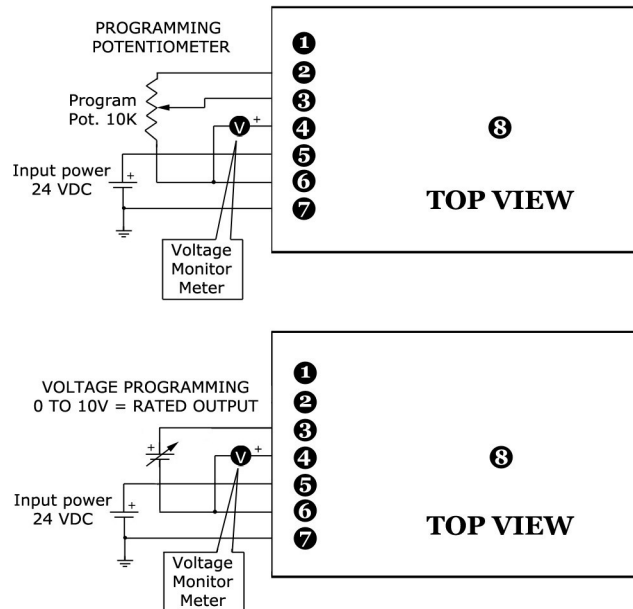 PROGRAMMING
POTENTIOMETER
1
2
3
4
5
6
7
8
Program
Pot. 10K
V
+
Input power
24 VDC
+
TOP VIEW
Voltage
Monitor
Meter
VOLTAGE PROGRAMMING
0 TO 10V = RATED OUTPUT
1
2
3
4
5
6
7
8
+
V
+
Input power
24 VDC
+
TOP VIEW
Voltage
Monitor
Meter